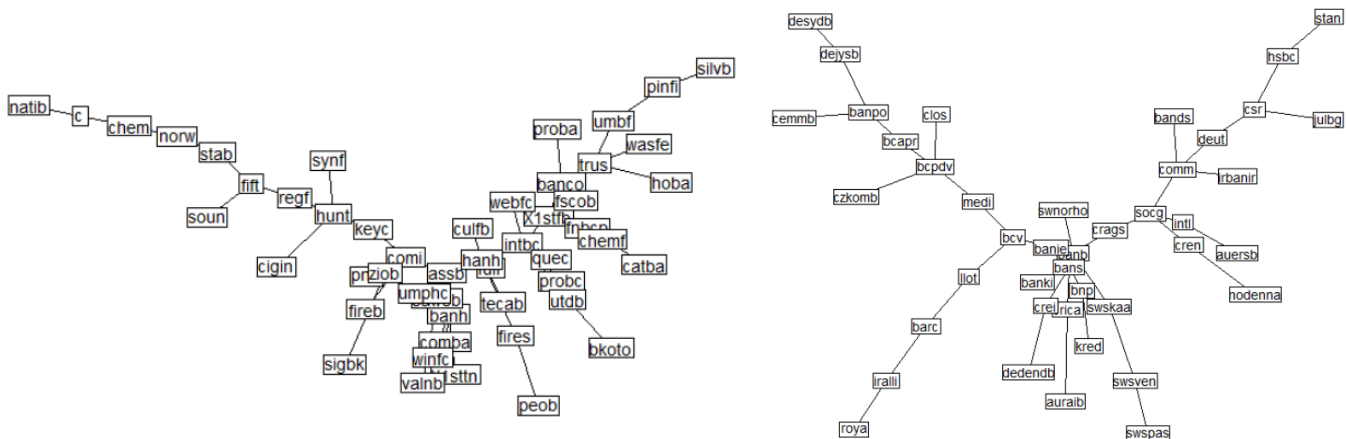 natib
c
chem
norw
stab
fift
soun
regf
synf
hunt
cigin
keyc
comi
ziob
fireb
sigbk
umphc
banh
comba
winfc
valnb
assb
culfb
hanh
tecab
fires
peob
webfc
intbc
quec
probc
utdb
bkoto
proba
banco
fscob
X1stfb
chemf
catba
trus
umbf
wasfe
hoba
pinfi
silvb
desydb
dejysb
cemmb
banpo
bcapr
clos
bcpdv
czkomb
medi
bcv
llot
barc
iralli
roya
banie
swnorho
bans
banki
bnp
dedendb
auraib
kred
swskaa
swsven
swspas
crags
socg
intl
cren
auersb
hodenna
comm
bands
irbanir
deut
csr
julbg
hsbc
stan